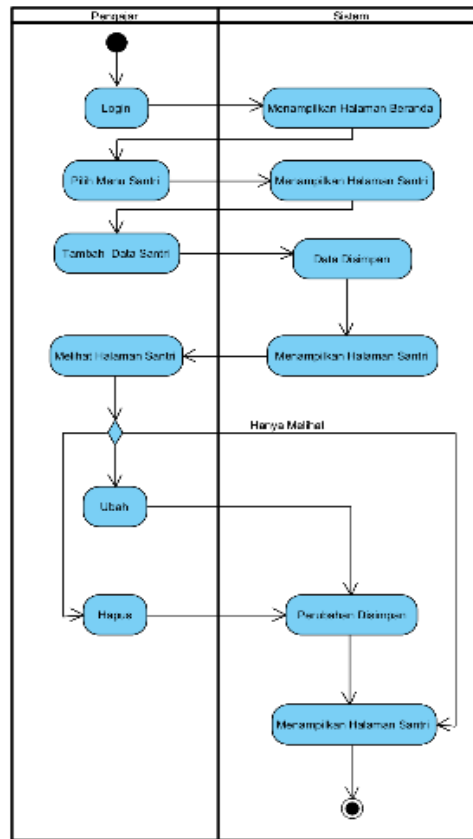 Pengajar
Sistem
Login
Menampilkan Halaman Beranda
Pilih Menu Santri
Menampilkan Halaman Santri
Tambah Data Santri
Data Disimpan
Melihat Halaman Santri
Menampilkan Halaman Santri
Hanya Melihat
Ubah
Hapus
Perubahan Disimpan
Menampilkan Halaman Santri